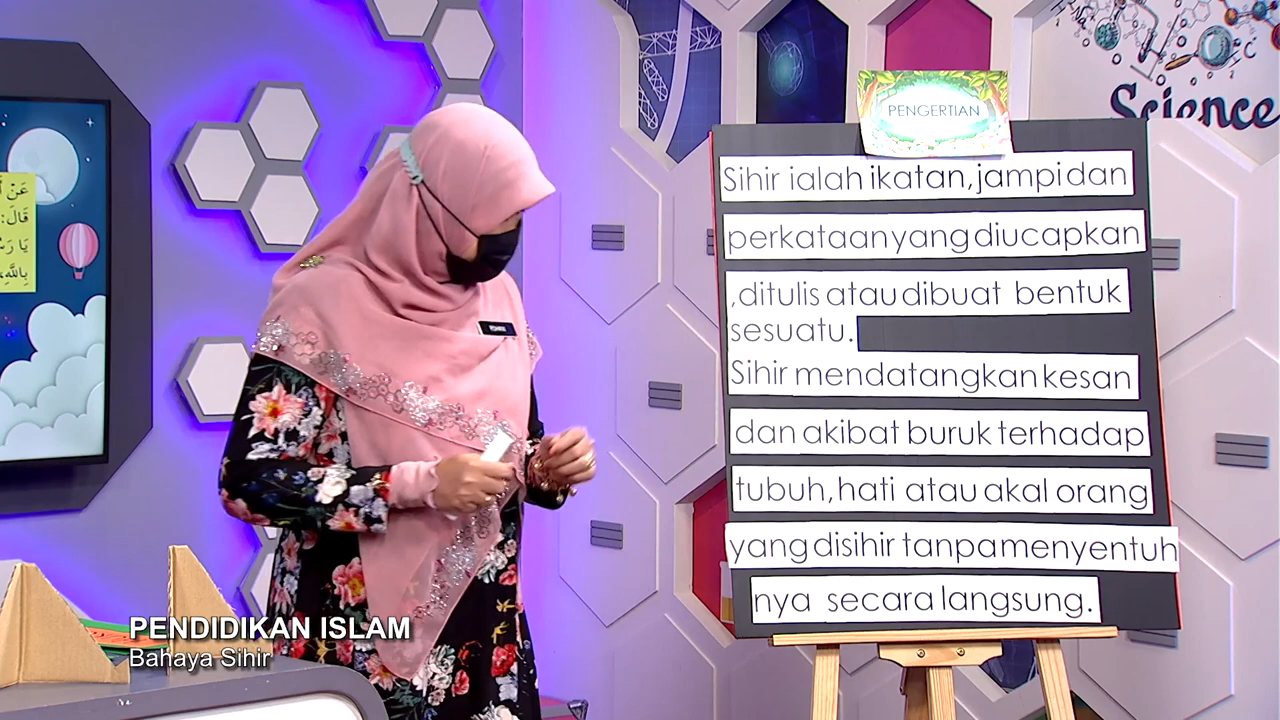 عَنْ
قَالَ:
يَا
بِاللَّهِ
Science
PENGERTIAN
Sihir ialah ikatan, jampi dan
perkataan yang diucapkan
,ditulis atau dibuat bentuk
sesuatu.
Sihir mendatangkan kesan
dan akibat buruk terhadap
tubuh, hati atau akal orang
yang disihir tanpa menyentuh
nya secara langsung.
PENDIDIKAN ISLAM
Bahaya Sihir